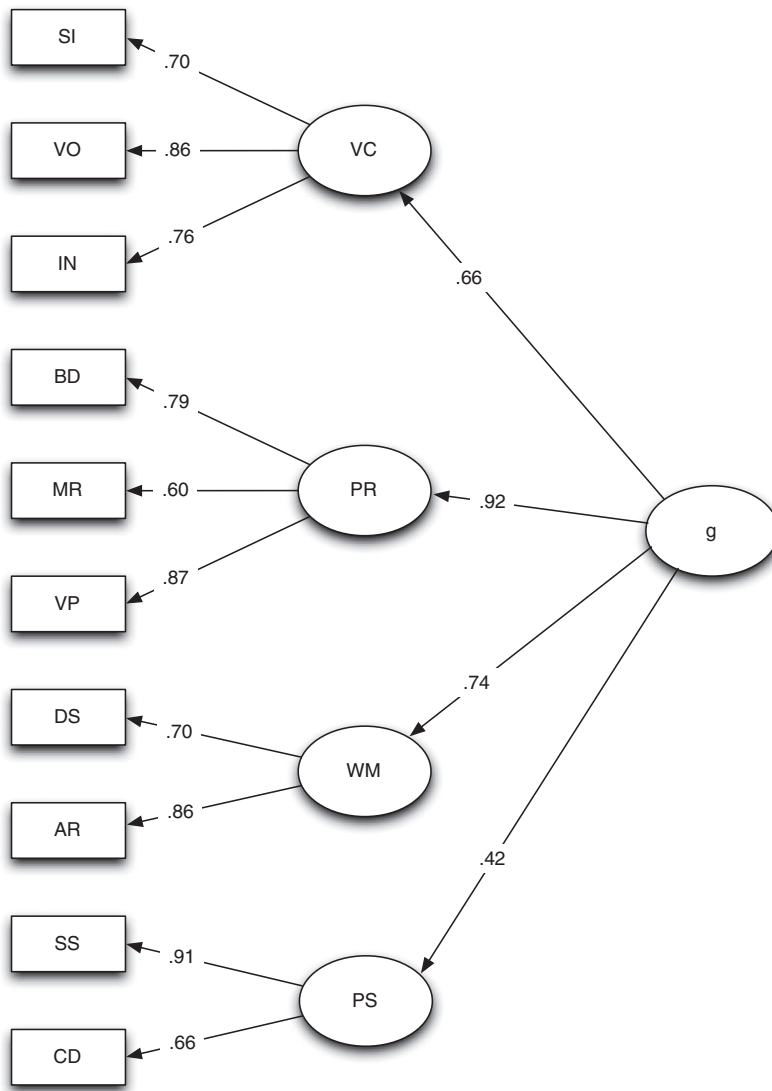 SI
.70
VO
.86
VC
IN
.76
.66
BD
.79
MR
.60
PR
.92
g
VP
.87
DS
.70
.74
WM
AR
.86
.42
SS
.91
PS
CD
.66